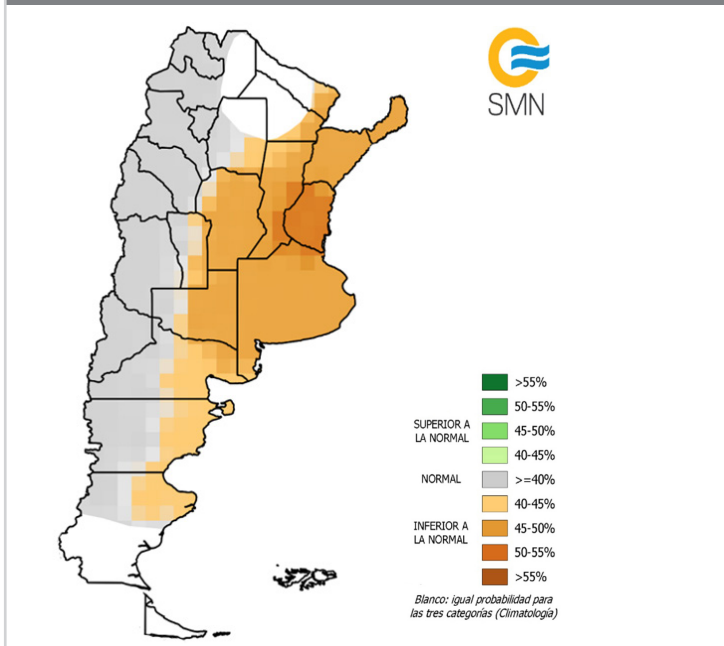 SMN
>55%
50-55%
SUPERIOR A
LA NORMAL
45-50%
40-45%
NORMAL
>=40%
40-45%
INFERIOR A
LA NORMAL
45-50%
50-55%
>55%
Blanco: igual probabilidad para
las tres categorías (Climatología)